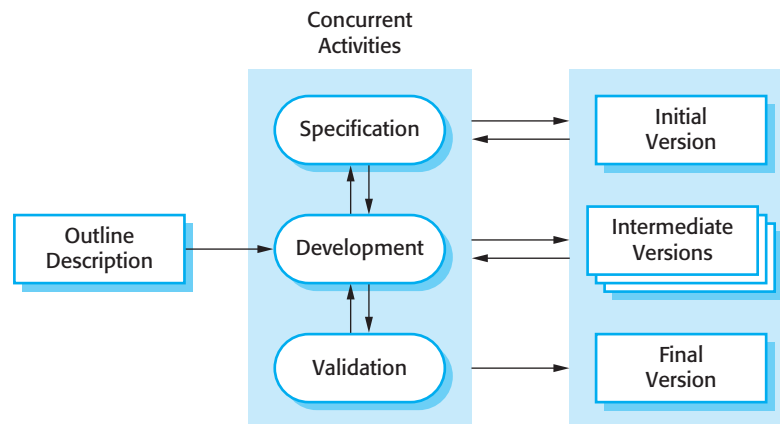 Concurrent
Activities
Specification
Initial
Version
Outline
Description
Development
Intermediate
Versions
Validation
Final
Version